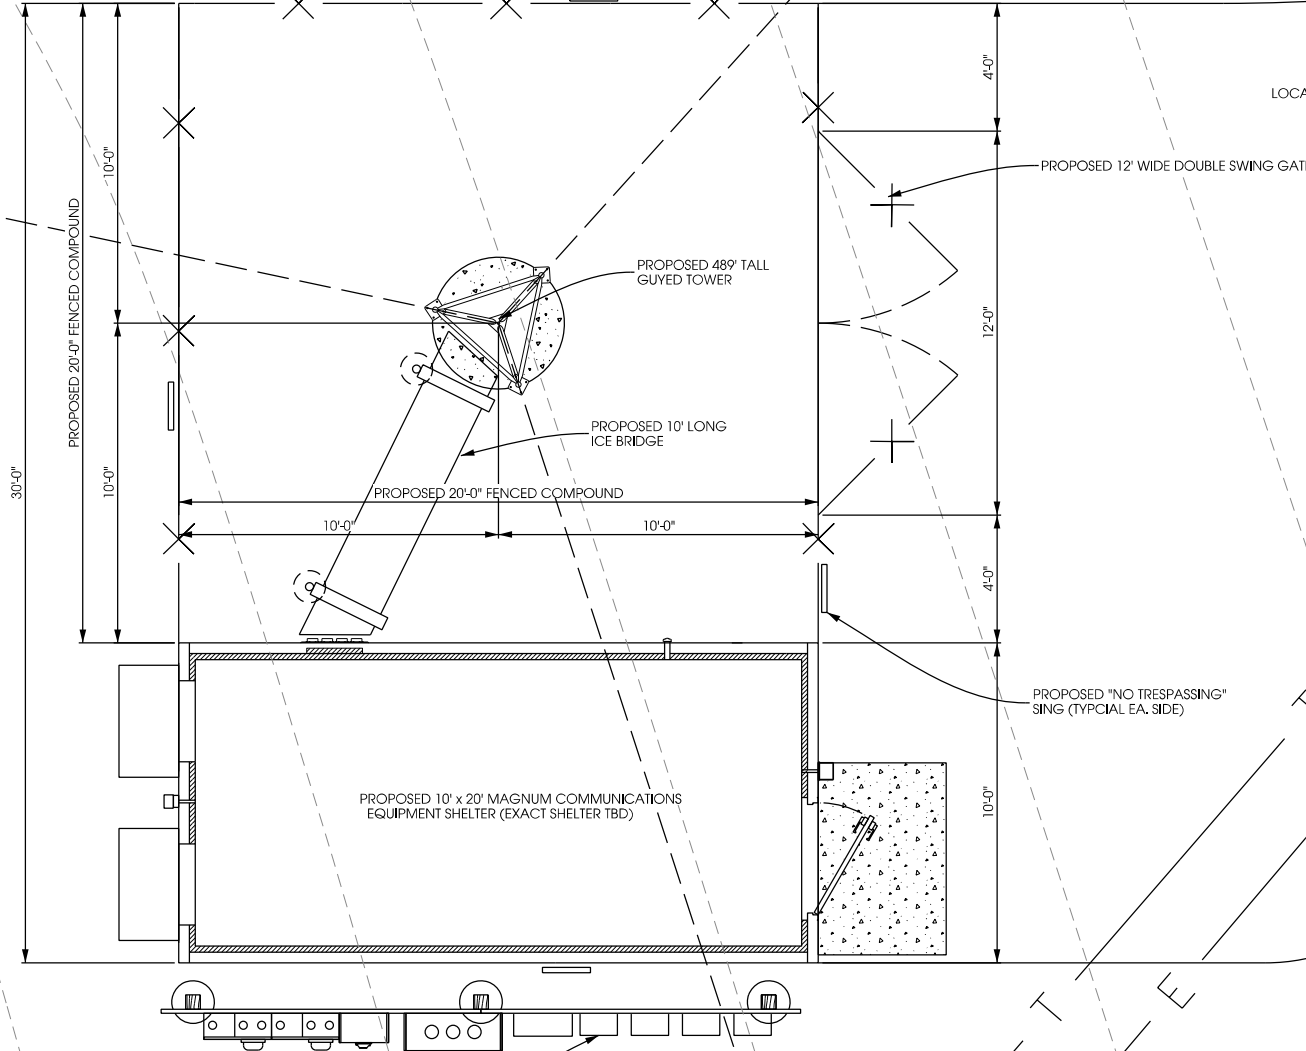 4'-0"
LOCA
10'-0"
PROPOSED 12' WIDE DOUBLE SWING GAT
PROPOSED 20'-0" FENCED COMPOUND
PROPOSED 489' TALL
GUYED TOWER
12'-0"
PROPOSED 10' LONG
ICE BRIDGE
30'-0"
10'-0"
PROPOSED 20'-0" FENCED COMPOUND
10'-0"
10'-0"
4'-0"
PROPOSED "NO TRESPASSING"
SING (TYPCIAL EA. SIDE)
PROPOSED 10' x 20' MAGNUM COMMUNICATIONS
EQUIPMENT SHELTER (EXACT SHELTER TBD)
10'-0"
T
E